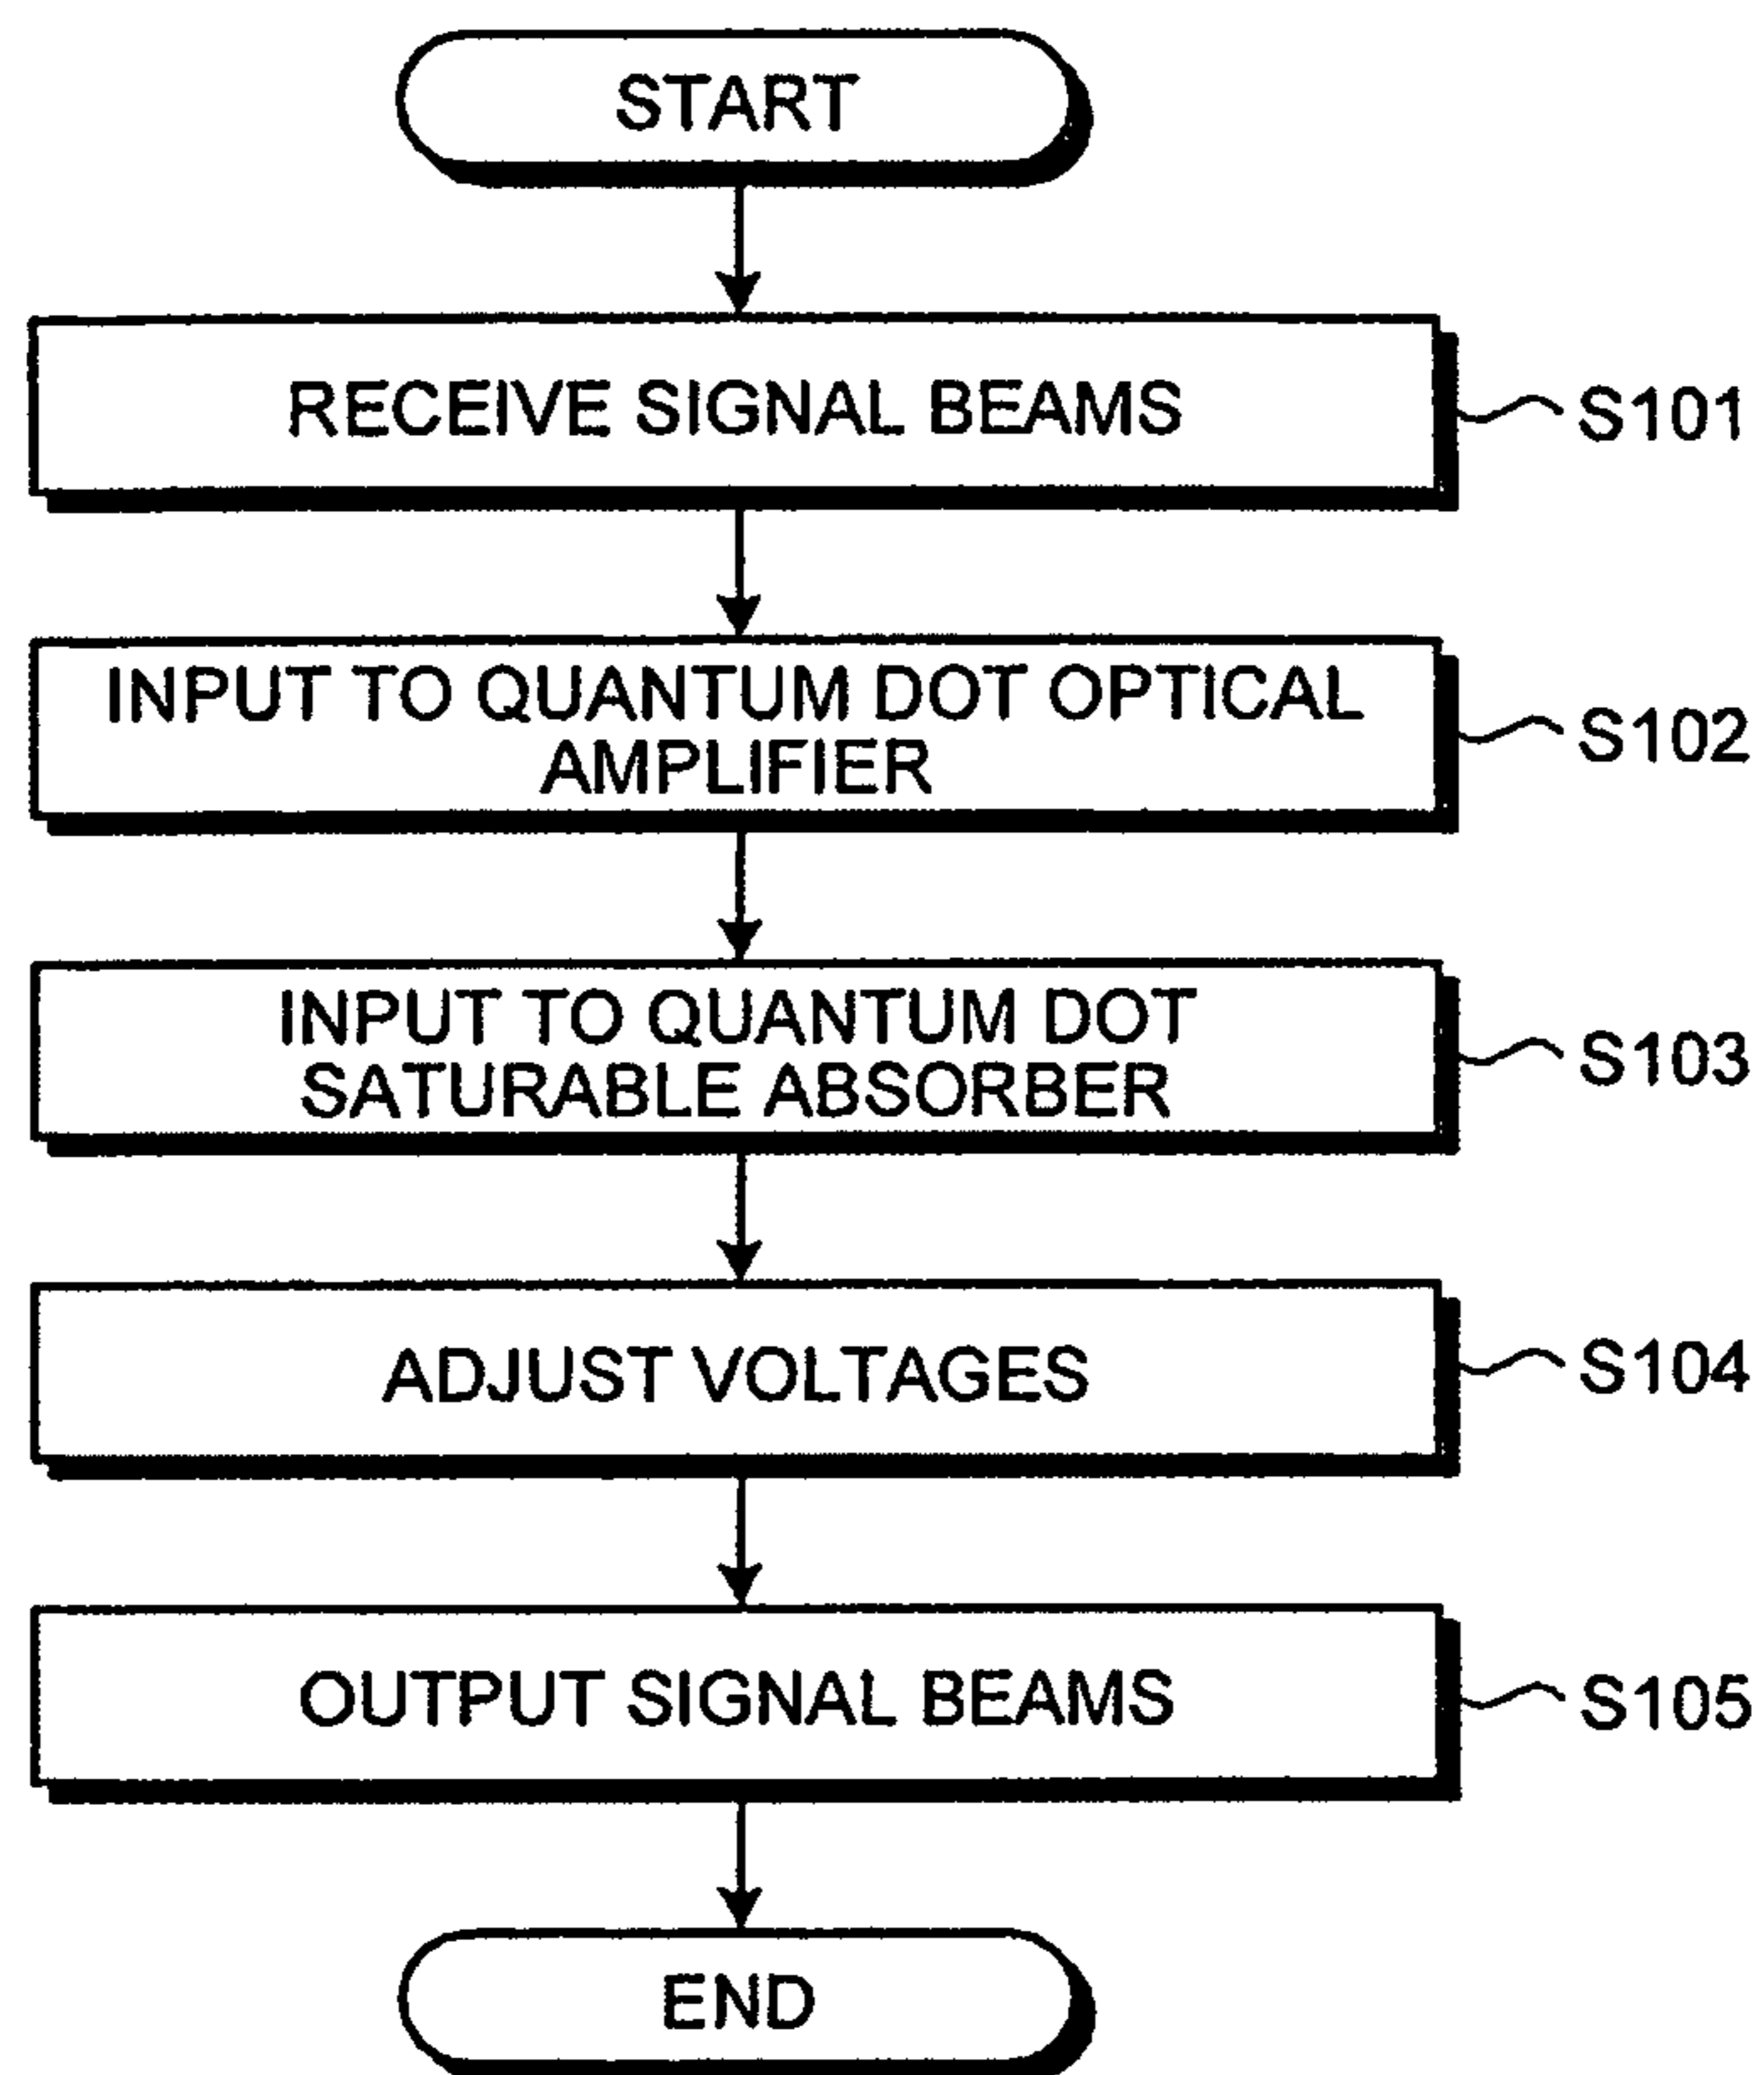 START
RECEIVE SIGNAL BEAMS
S101
INPUT TO QUANTUM DOT OPTICAL
AMPLIFIER
S102
INPUT TO QUANTUM DOT
SATURABLE ABSORBER
S103
ADJUST VOLTAGES
S104
OUTPUT SIGNAL BEAMS
S105
END